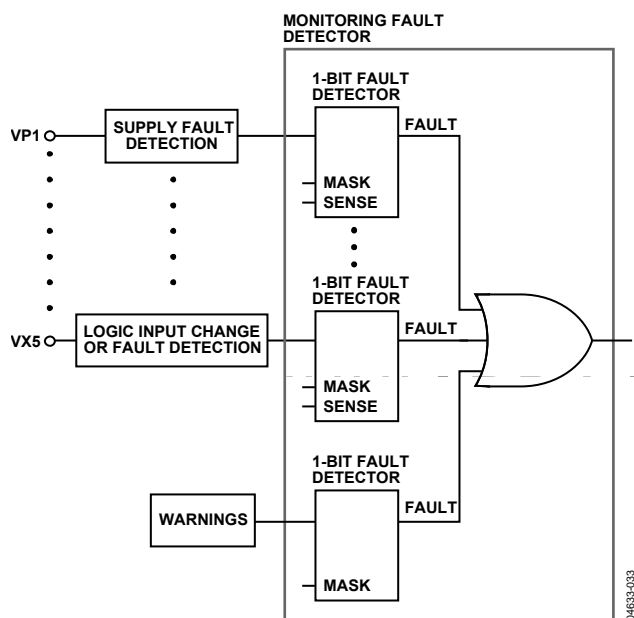 MONITORING FAULT
DETECTOR
1-BIT FAULT
DETECTOR
VP1
SUPPLY FAULT
DETECTION
FAULT
MASK
SENSE
1-BIT FAULT
DETECTOR
VX5
LOGIC INPUT CHANGE
OR FAULT DETECTION
FAULT
MASK
SENSE
1-BIT FAULT
DETECTOR
WARNINGS
FAULT
MASK
04633-033